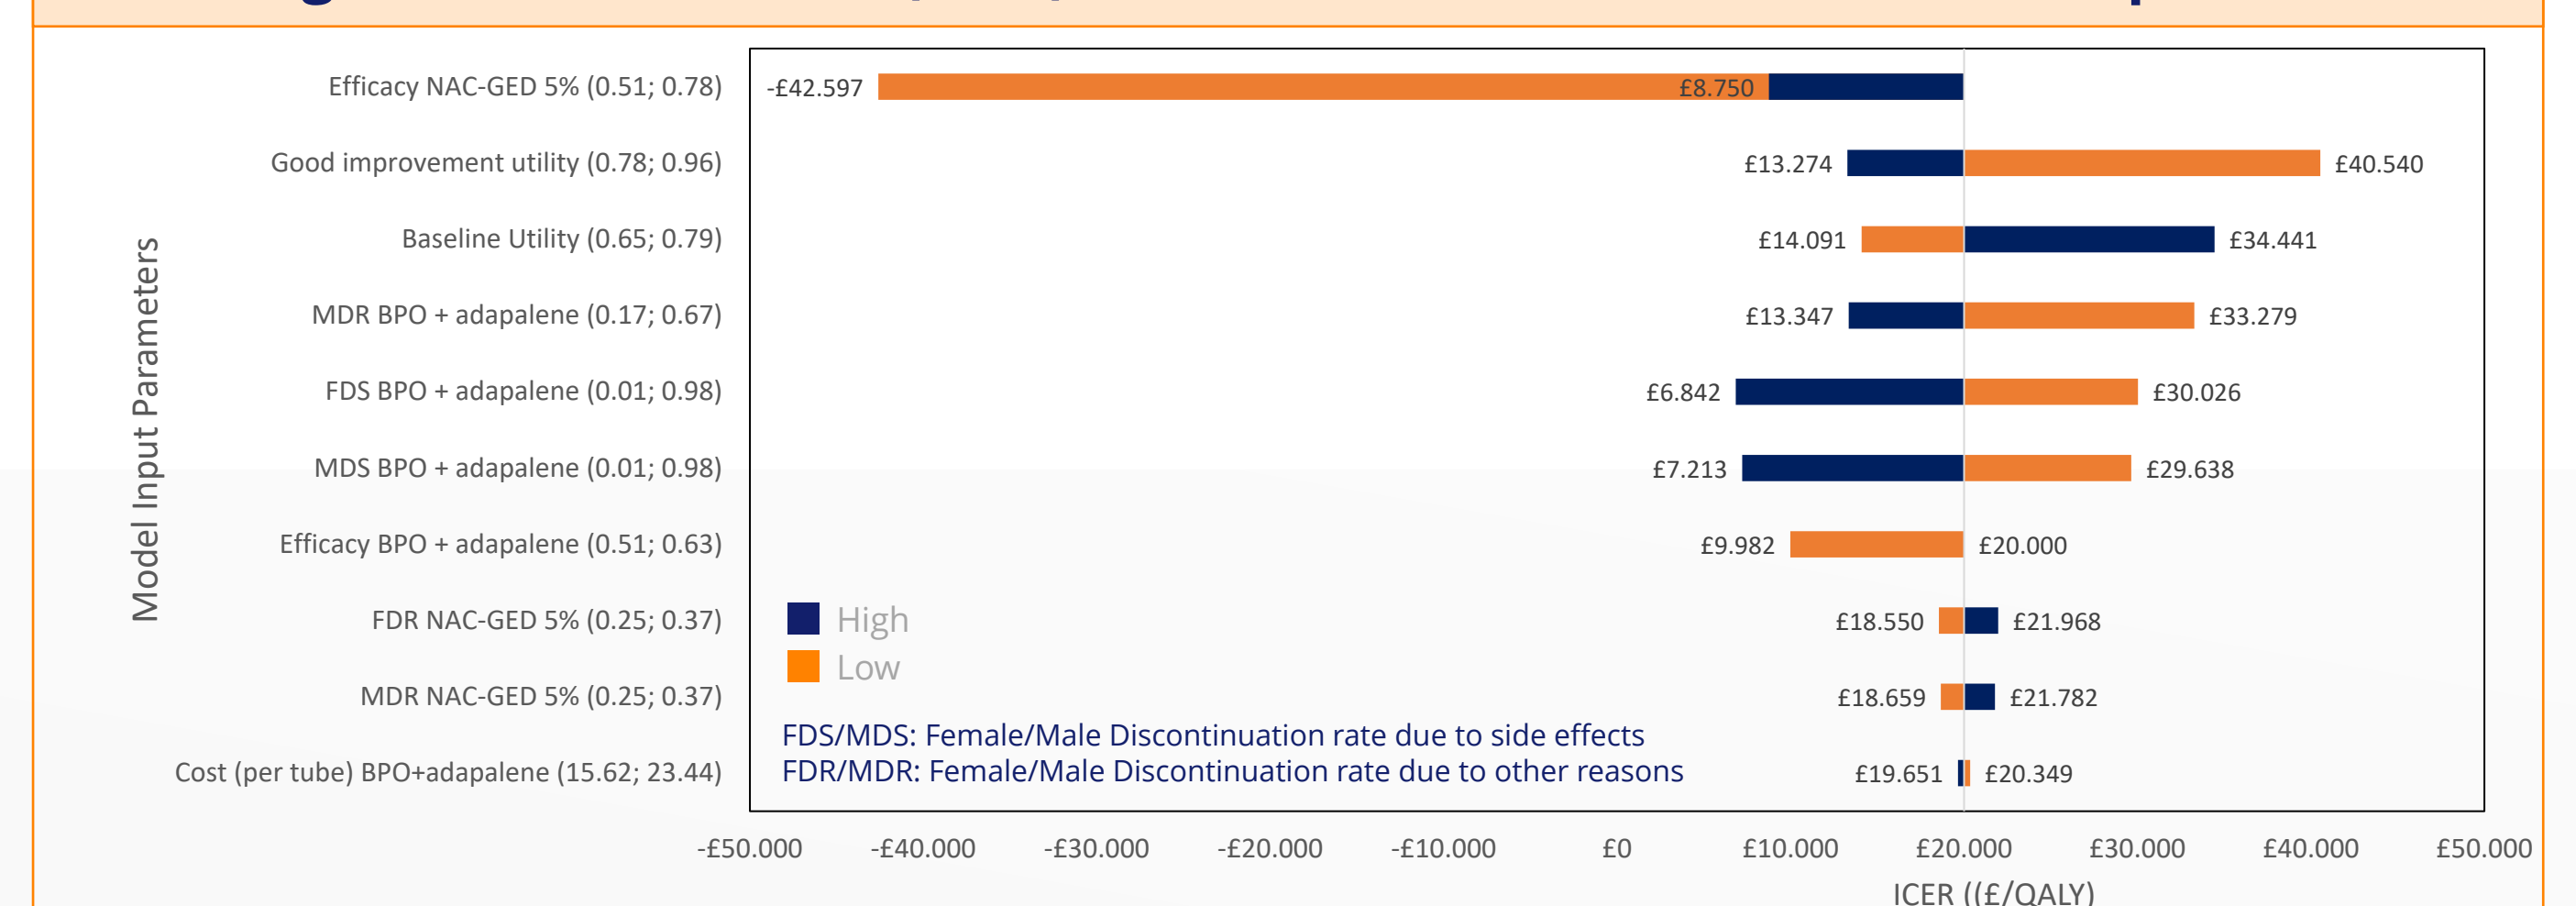 Efficacy NAC-GED 5% (0.51; 0.78)
-£42.597
£8.750
Good improvement utility (0.78; 0.96)
£13.274
£40.540
Baseline Utility (0.65; 0.79)
£14.091
£34.441
MDR BPO + adapalene (0.17; 0.67)
£13.347
£33.279
FDS BPO + adapalene (0.01; 0.98)
£6.842
£30.026
MDS BPO + adapalene (0.01; 0.98)
£7.213
£29.638
Efficacy BPO + adapalene (0.51; 0.63)
£9.982
£20.000
FDR NAC-GED 5% (0.25; 0.37)
£18.550
£21.968
MDR NAC-GED 5% (0.25; 0.37)
£18.659
£21.782
Cost (per tube) BPO+adapalene (15.62; 23.44)
£19.651
£20.349
Model Input Parameters
High
Low
FDS/MDS: Female/Male Discontinuation rate due to side effects
FDR/MDR: Female/Male Discontinuation rate due to other reasons
-£50.000
-£40.000
-£30.000
-£20.000
-£10.000
£0
£10.000
£20.000
£30.000
£40.000
£50.000
ICER ((£/QALY)